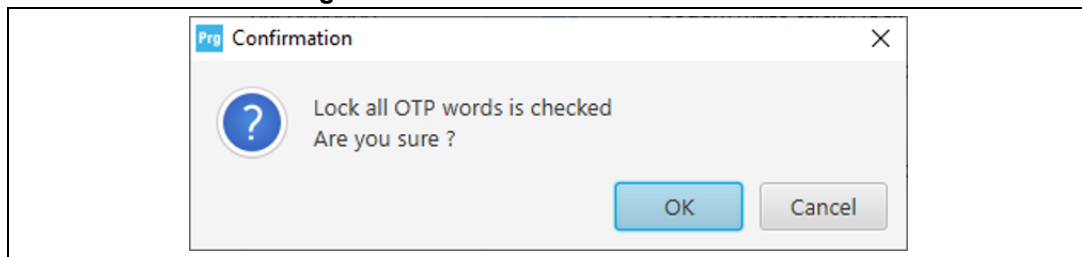 Prg Confirmation
Lock all OTP words is checked
Are you sure ?
OK Cancel